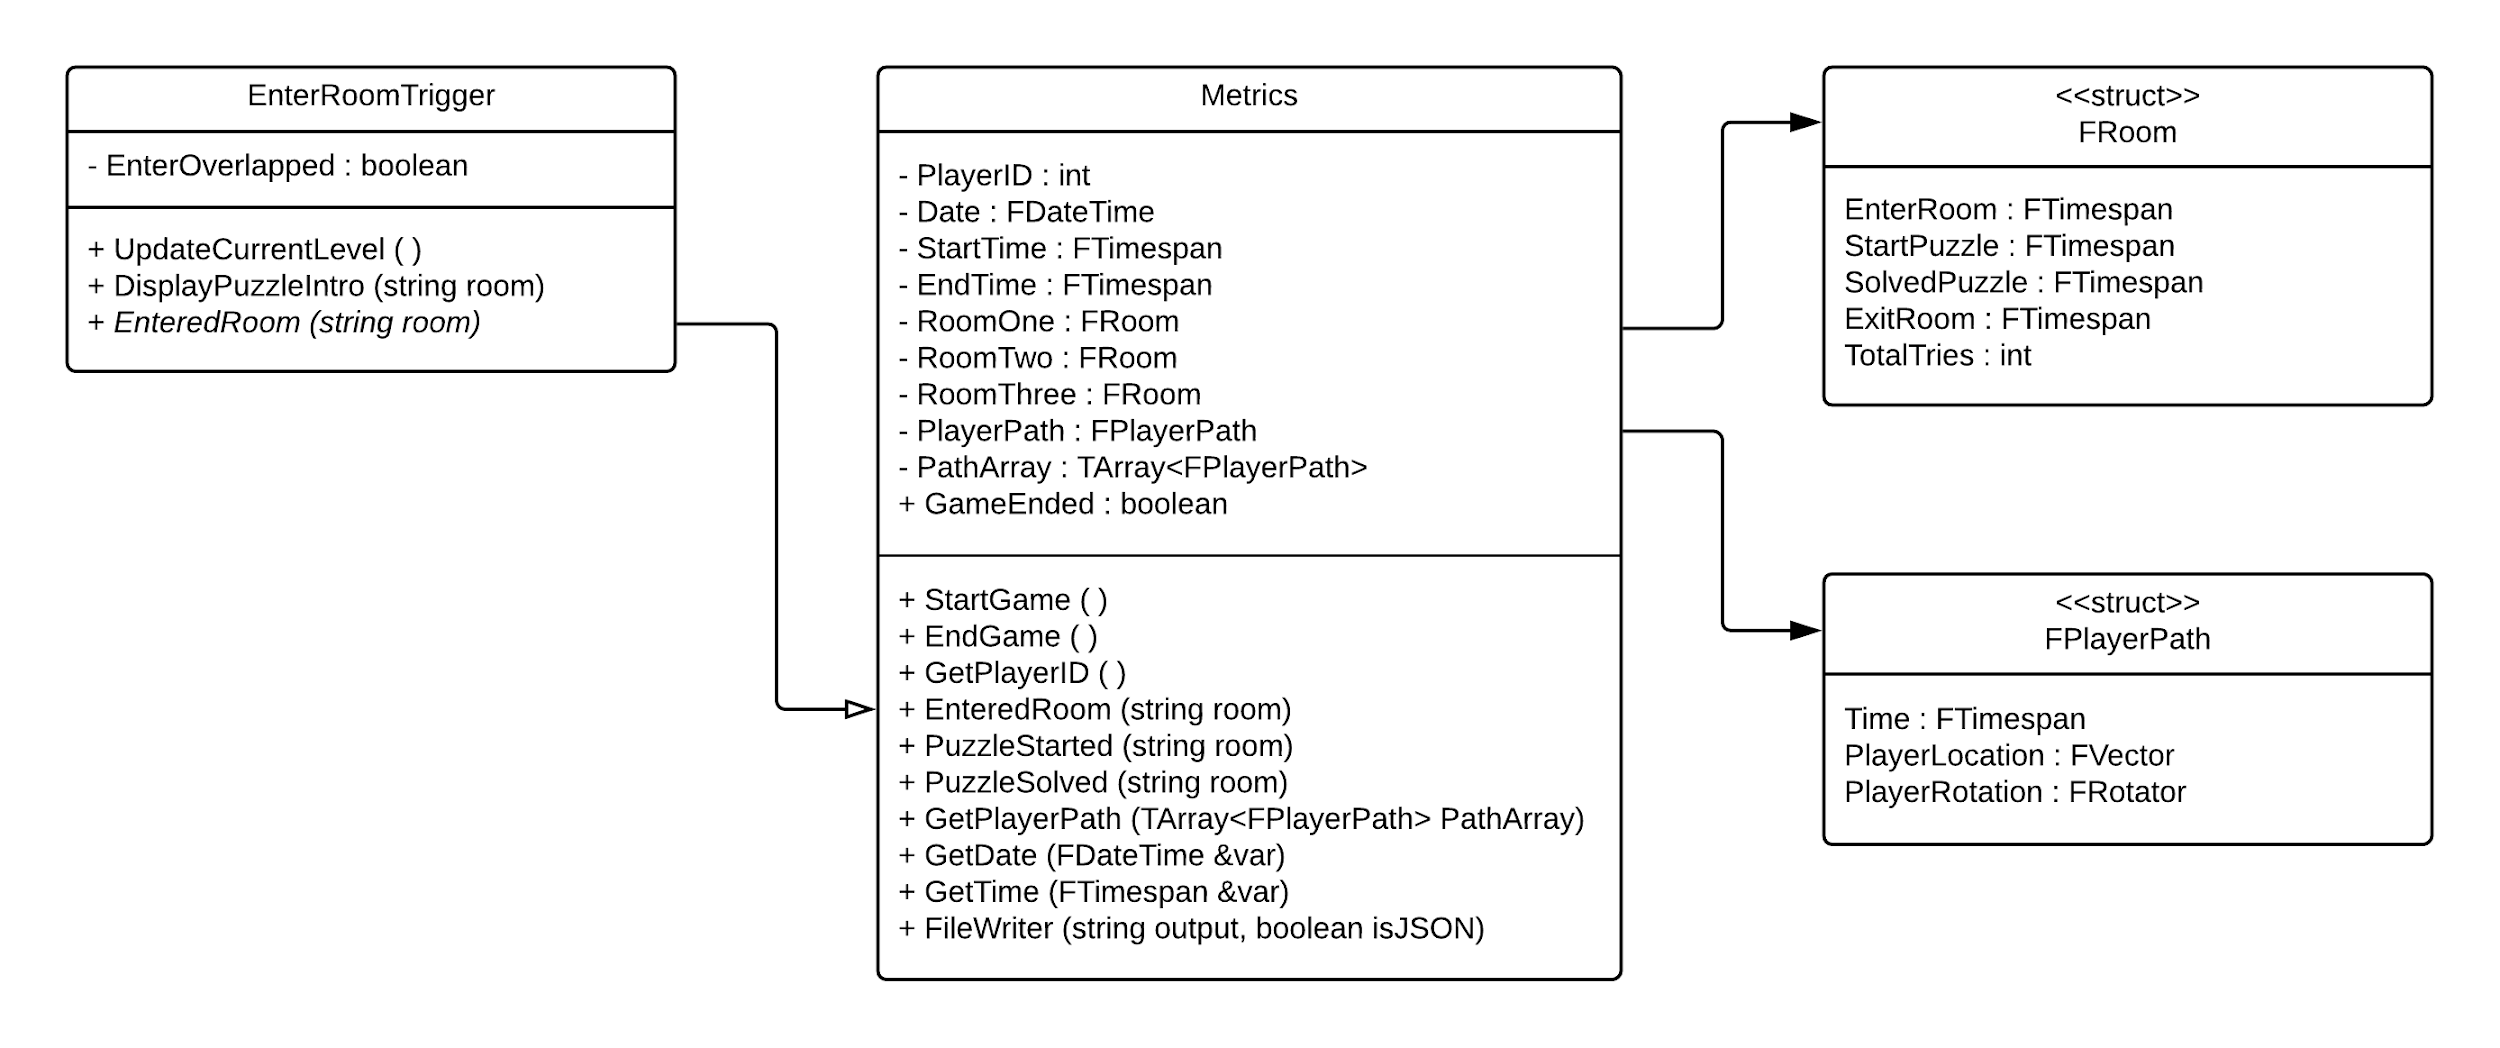 EnterRoomTrigger
- EnterOverlapped : boolean
+ UpdateCurrentLevel ( )
+ DisplayPuzzleIntro (string room)
+ EnteredRoom (string room)
Metrics
- PlayerID : int
- Date : FDateTime
- StartTime : FTimespan
- EndTime : FTimespan
- RoomOne : FRoom
- RoomTwo : FRoom
- RoomThree : FRoom
- PlayerPath : FPlayerPath
- PathArray : TArray<FPlayerPath>
+ GameEnded : boolean
+ StartGame ( )
+ EndGame ( )
+ GetPlayerID ( )
+ EnteredRoom (string room)
+ PuzzleStarted (string room)
+ PuzzleSolved (string room)
+ GetPlayerPath (TArray<FPlayerPath> PathArray)
+ GetDate (FDateTime &var)
+ GetTime (FTimespan &var)
+ FileWriter (string output, boolean isJSON)
<<struct>>
FRoom
EnterRoom : FTimespan
StartPuzzle : FTimespan
SolvedPuzzle : FTimespan
ExitRoom : FTimespan
TotalTries : int
<<struct>>
FPlayerPath
Time : FTimespan
PlayerLocation : FVector
PlayerRotation : FRotator